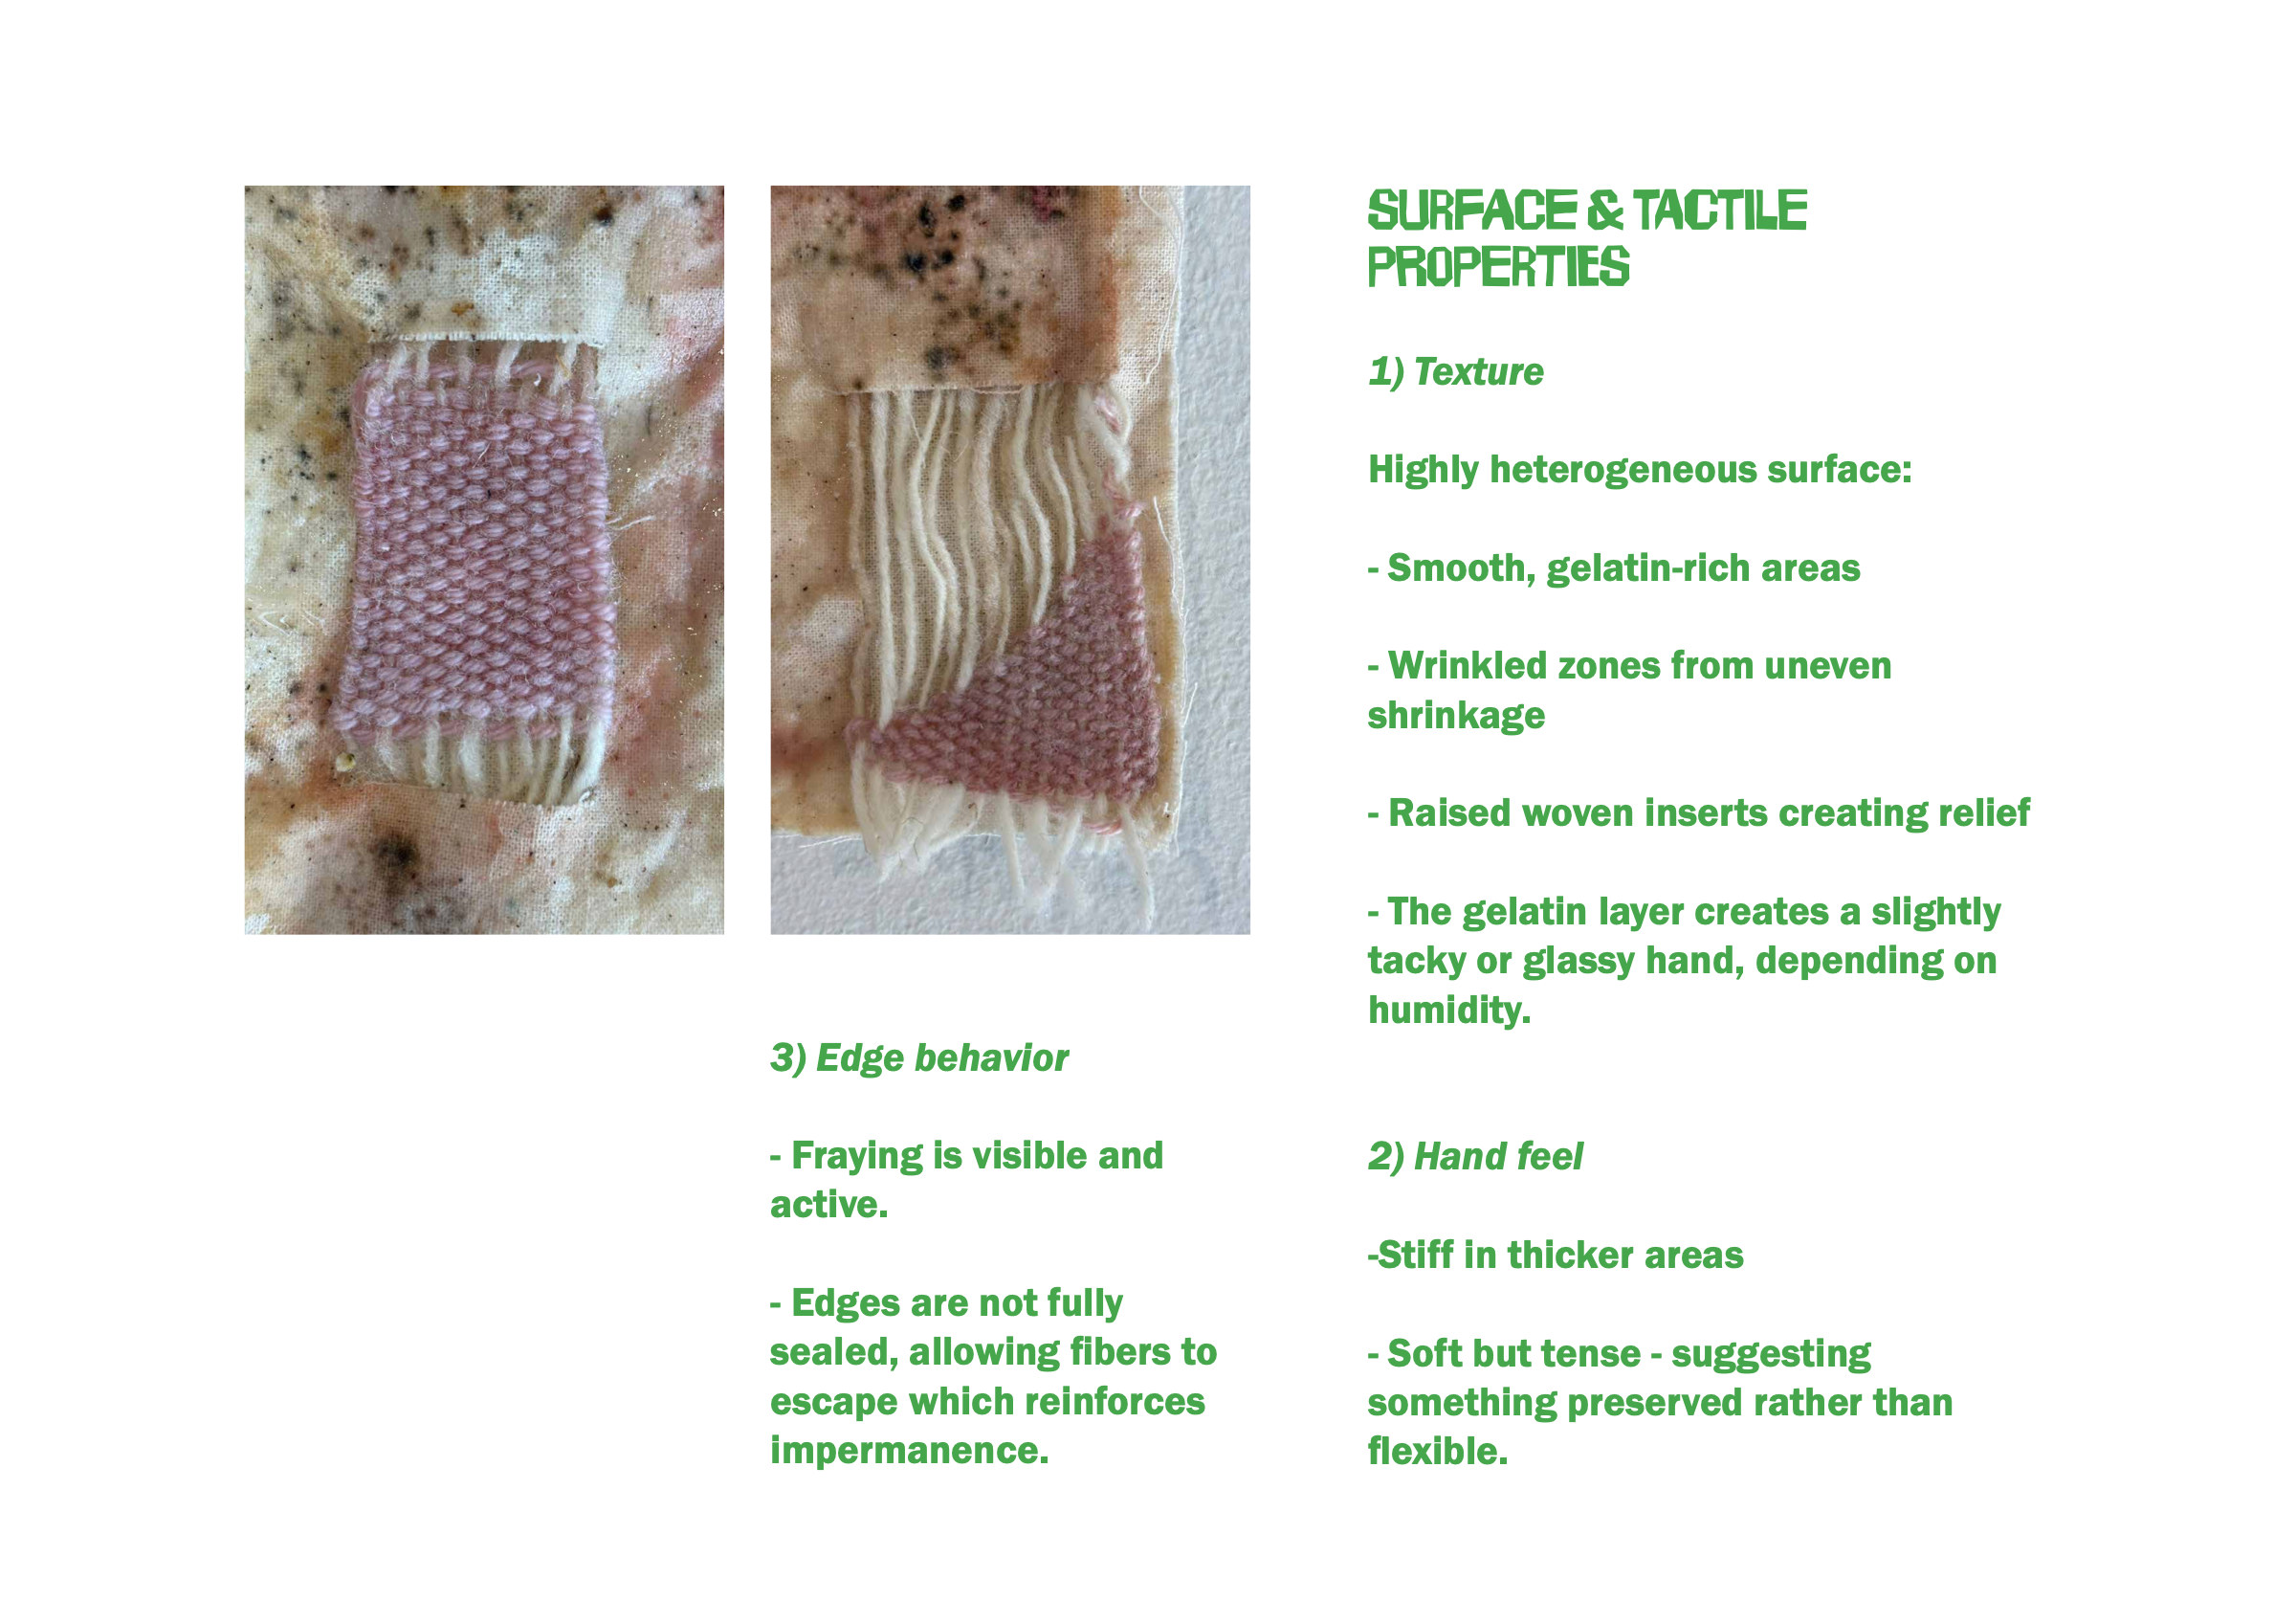 SURFACE & TACTILE
PROPERTIES
1) Texture
Highly heterogeneous surface:
- Smooth, gelatin-rich areas
- Wrinkled zones from uneven
shrinkage
- Raised woven inserts creating relief
- The gelatin layer creates a slightly
tacky or glassy hand, depending on
humidity.
2) Hand feel
-Stiff in thicker areas
- Soft but tense - suggesting
something preserved rather than
flexible.
3) Edge behavior
- Fraying is visible and
active.
- Edges are not fully
sealed, allowing fibers to
escape which reinforces
impermanence.